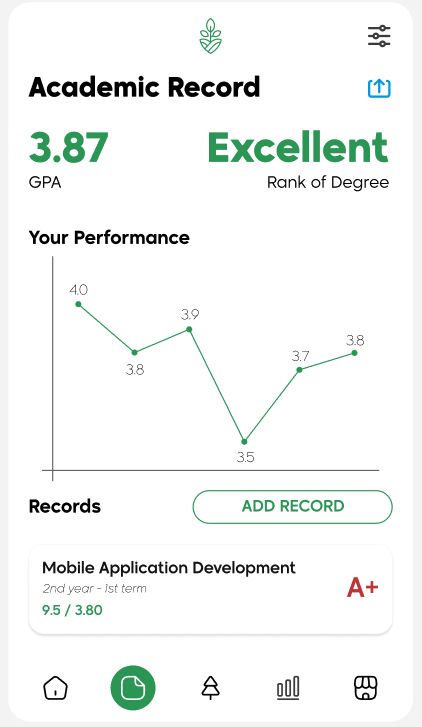 Academic Record
3.87 Excellent
GPA Rank of Degree
Your Performance
4.0
3.9
3.8
3.8
3.7
3.5
Records ADD RECORD
Mobile Application Development
2nd year - 1st term
A+
9.5 / 3.80